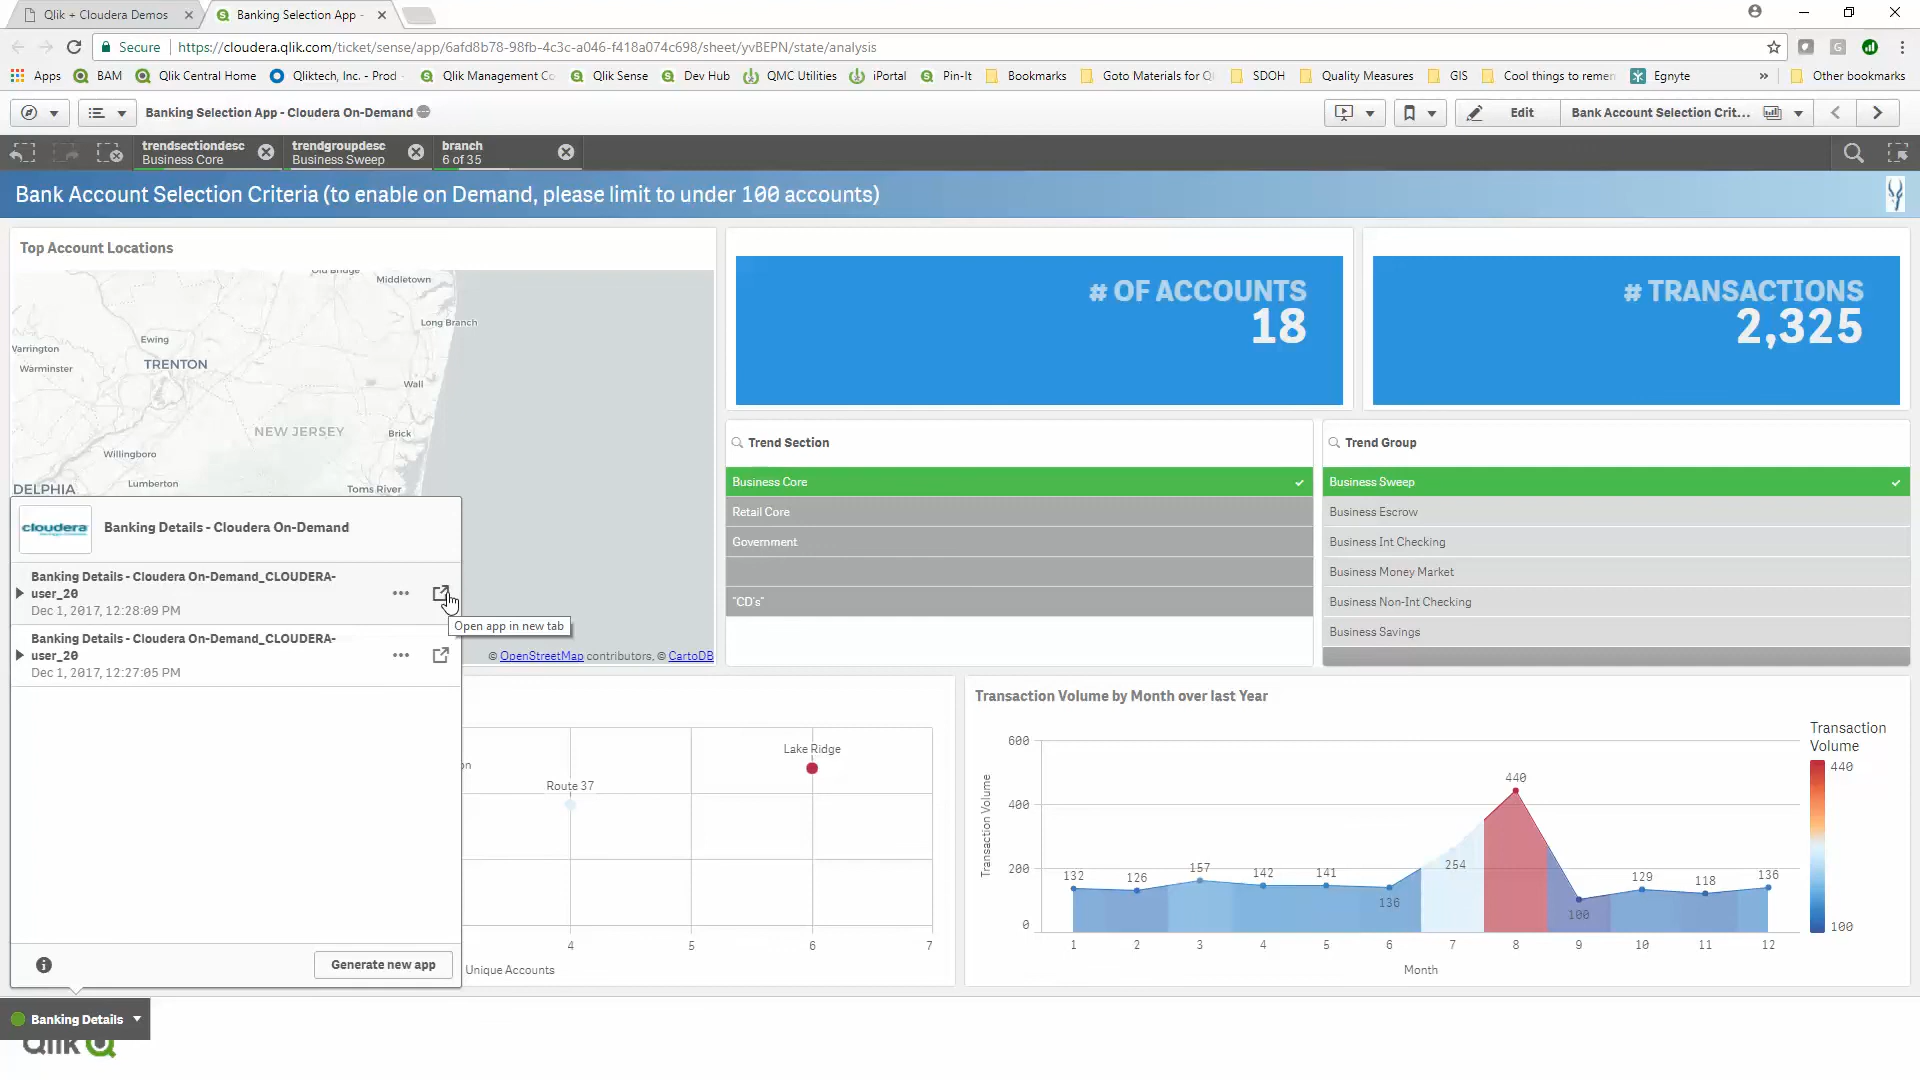 Qlik + Cloudera Demos
Banking Selection App -
Secure
https://cloudera.qlik.com/ticket/sense/app/6afd8b78-98fb-4c3c-a046-f418a074c698/sheet/yvBEPN/state/analysis
Apps
BAM
Qlik Central Home
Qliktech, Inc. - Prod
Qlik Management Co
Qlik Sense
Dev Hub
QMC Utilities
iPortal
Pin-It
Bookmarks
Goto Materials for Ql
SDOH
Quality Measures
GIS
Cool things to remem
Egnyte
»
Other bookmarks
Banking Selection App - Cloudera On-Demand
Edit
Bank Account Selection Crit...
trendsectiondesc
Business Core
trendgroupdesc
Business Sweep
branch
6 of 35
Bank Account Selection Criteria (to enable on Demand, please limit to under 100 accounts)
Top Account Locations
Old Bridge
Middletown
Long Branch
Ewing
Warrington
TRENTON
Warminster
Wall
NEW JERSEY
Brick
Willingboro
Lumberton
DELPHIA
Toms River
© OpenStreetMap contributors, © CartoDB
# OF ACCOUNTS
18
# TRANSACTIONS
2,325
Trend Section
Business Core
Retail Core
Government
"CD's"
Trend Group
Business Sweep
Business Escrow
Business Int Checking
Business Money Market
Business Non-Int Checking
Business Savings
cloudera
Banking Details - Cloudera On-Demand
Banking Details - Cloudera On-Demand_CLOUDERA-
user_20
Dec 1, 2017, 12:28:09 PM
Open app in new tab
Banking Details - Cloudera On-Demand_CLOUDERA-
user_20
Dec 1, 2017, 12:27:05 PM
Generate new app
on
Route 37
Lake Ridge
4
5
6
7
Unique Accounts
Transaction Volume by Month over last Year
Transaction Volume
600
400
200
0
132
126
157
142
141
136
254
440
100
129
118
136
1
2
3
4
5
6
7
8
9
10
11
12
Month
Transaction
Volume
440
100
Banking Details
Qlik